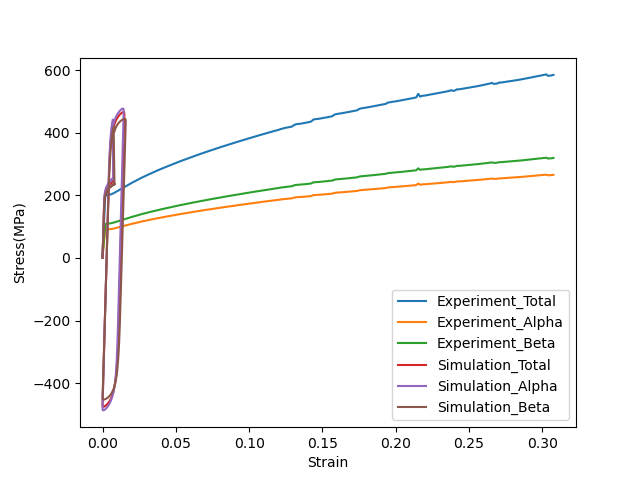 600
400
200
0
−200
−400
Stress(MPa)
0.00 0.05 0.10 0.15 0.20 0.25 0.30
Strain
Experiment_Total
Experiment_Alpha
Experiment_Beta
Simulation_Total
Simulation_Alpha
Simulation_Beta